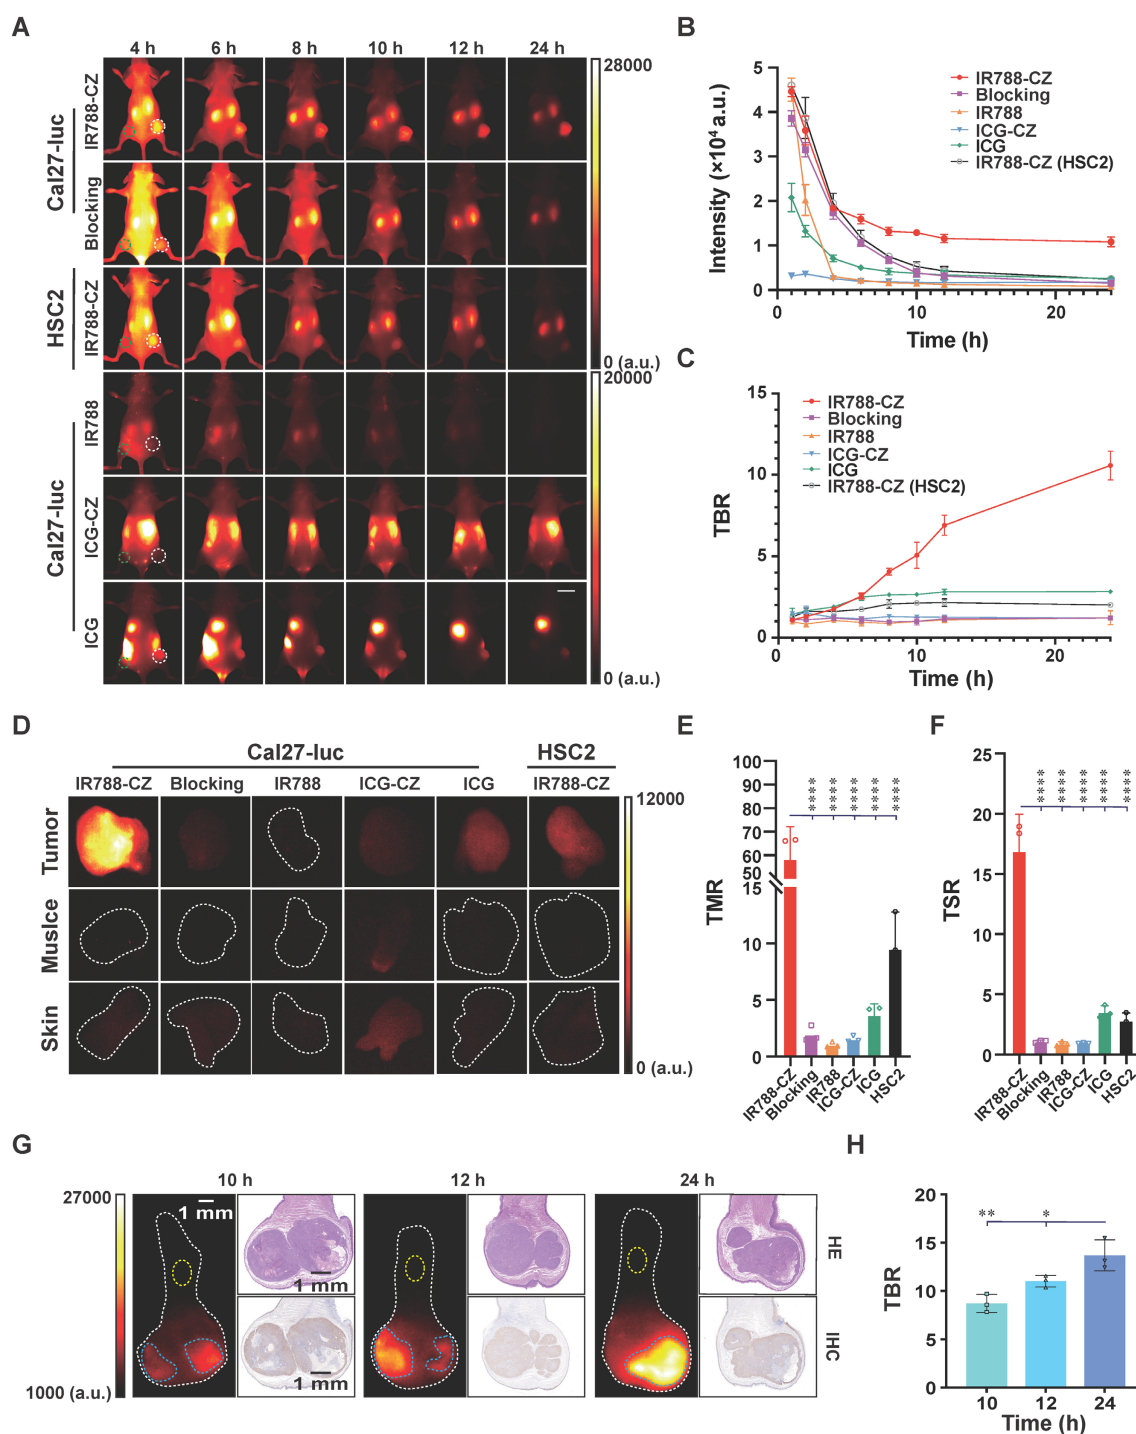 A
4 h 6 h 8 h 10 h 12 h 24 h
Cal27-luc
IR788-CZ
Blocking
HSC2
IR788-CZ
Cal27-luc
IR788
ICG-CZ
ICG
28000
0 (a.u.)
20000
0 (a.u.)
B
Intensity (×10⁴ a.u.)
5
4
3
2
1
0
0 10 20
Time (h)
IR788-CZ
Blocking
IR788
ICG-CZ
ICG
IR788-CZ (HSC2)
C
TBR
15
10
5
0
0 10 20
Time (h)
IR788-CZ
Blocking
IR788
ICG-CZ
ICG
IR788-CZ (HSC2)
D
Cal27-luc HSC2
IR788-CZ Blocking IR788 ICG-CZ ICG IR788-CZ
Tumor
Muslce
Skin
12000
0 (a.u.)
E
TMR
100
90
80
70
60
50
15
10
5
0
**** **** **** **** ****
IR788-CZ Blocking IR788 ICG-CZ ICG HSC2
F
TSR
25
20
15
10
5
0
**** **** **** **** ****
IR788-CZ Blocking IR788 ICG-CZ ICG HSC2
G
10 h 12 h 24 h
27000
1000 (a.u.)
1 mm
1 mm
1 mm
HE
IHC
H
TBR
20
15
10
5
0
** *
10 12 24
Time (h)